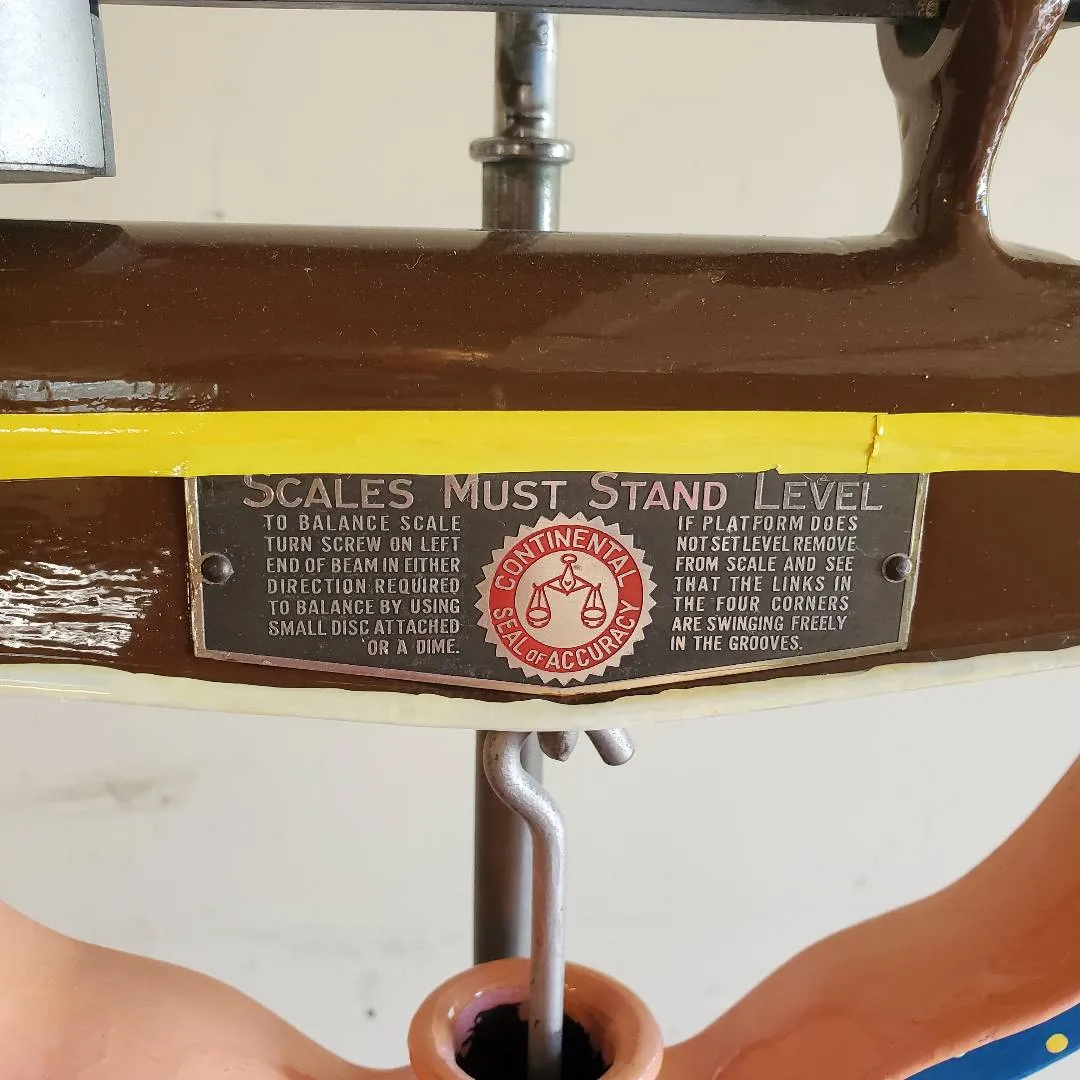 SCALES MUST STAND LEVEL
TO BALANCE SCALE
TURN SCREW ON LEFT
END OF BEAM IN EITHER
DIRECTION REQUIRED
TO BALANCE BY USING
SMALL DISC ATTACHED
OR A DIME.
CONTINENTAL
SEAL OF ACCURACY
IF PLATFORM DOES
NOT SET LEVEL REMOVE
FROM SCALE AND SEE
THAT THE LINKS IN
THE FOUR CORNERS
ARE SWINGING FREELY
IN THE GROOVES.